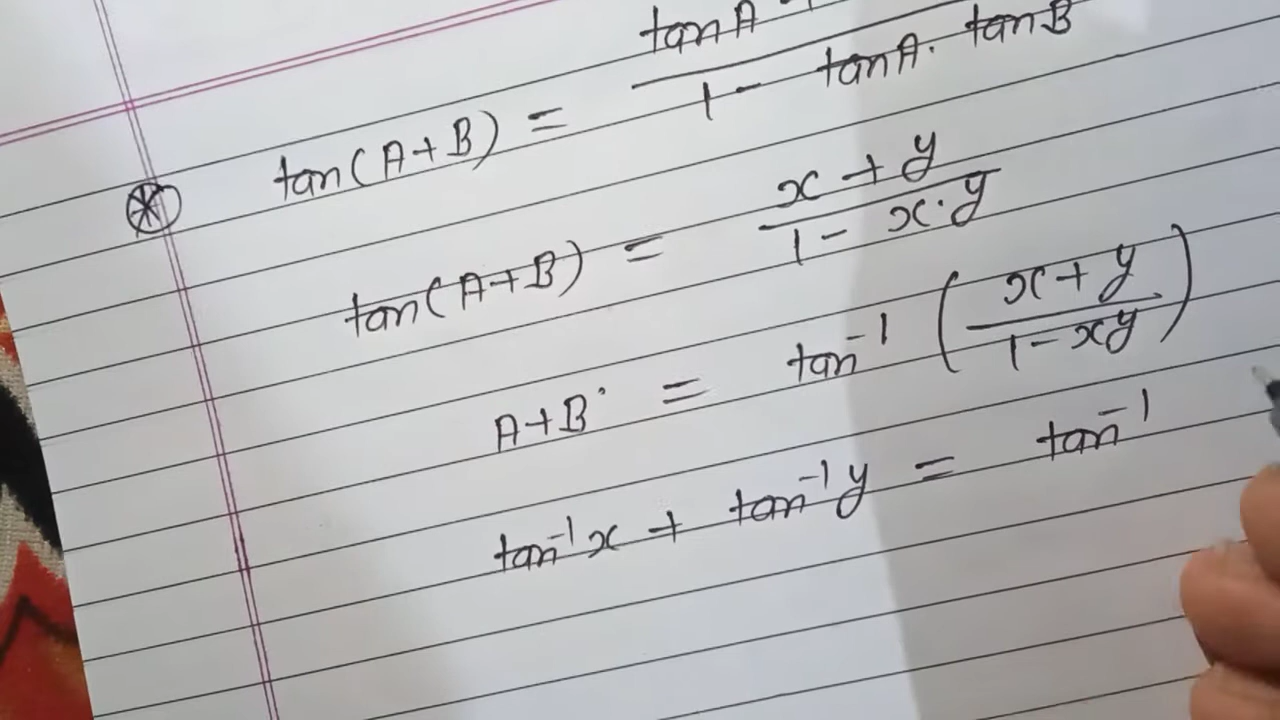 tan A
tan(A+B) = 1 - tan A · tan B
tan(A+B) = x + y / 1 - x·y
A+B = tan⁻¹ (x + y / 1 - xy)
tan⁻¹x + tan⁻¹y = tan⁻¹